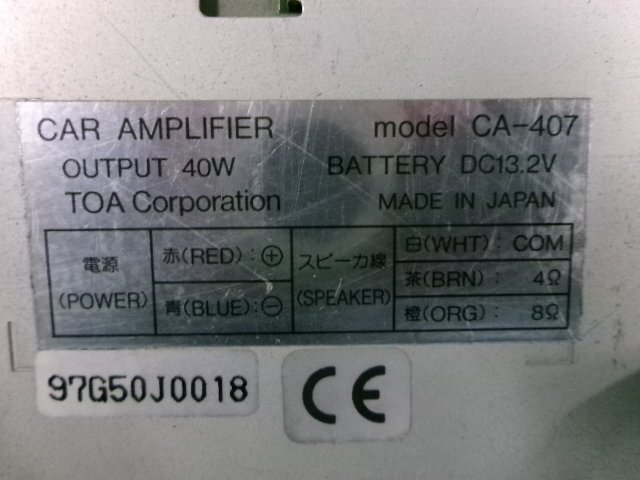 CAR AMPLIFIER model CA-407
OUTPUT 40W BATTERY DC13.2V
TOA Corporation MADE IN JAPAN
電源 (POWER)
赤(RED):⊕
青(BLUE):⊖
スピーカ線 (SPEAKER)
白(WHT): COM
茶(BRN): 4Ω
橙(ORG): 8Ω
97G50J0018
CE